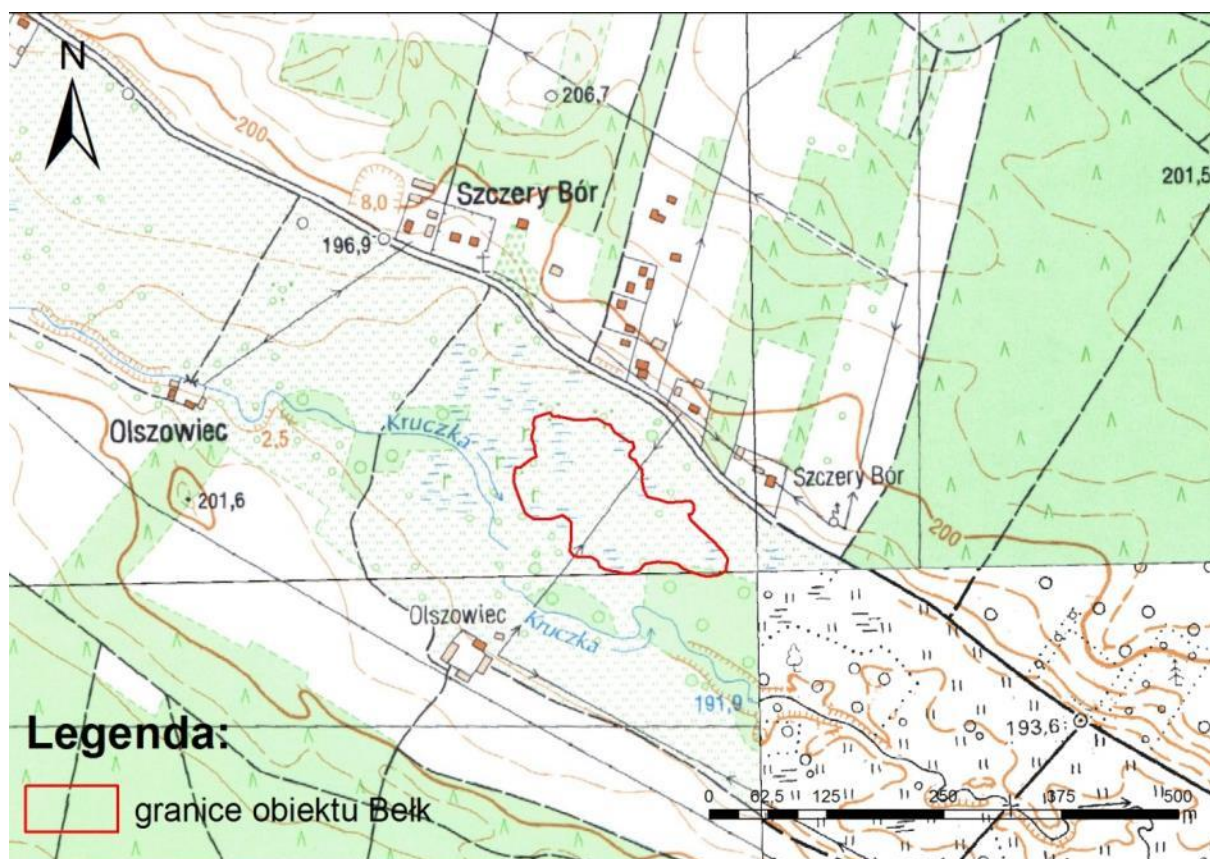 N
206,7
200
Szczery Bór
8,0
201,5
196,9
r
r
Kruczka
Olszowiec
2,5
r
r
r
201,6
Szczery Bór
200
Olszowiec
Kruczka
191,9
193,6
Legenda:
granice obiektu Bełk
0 62,5 125 250 375 500
m